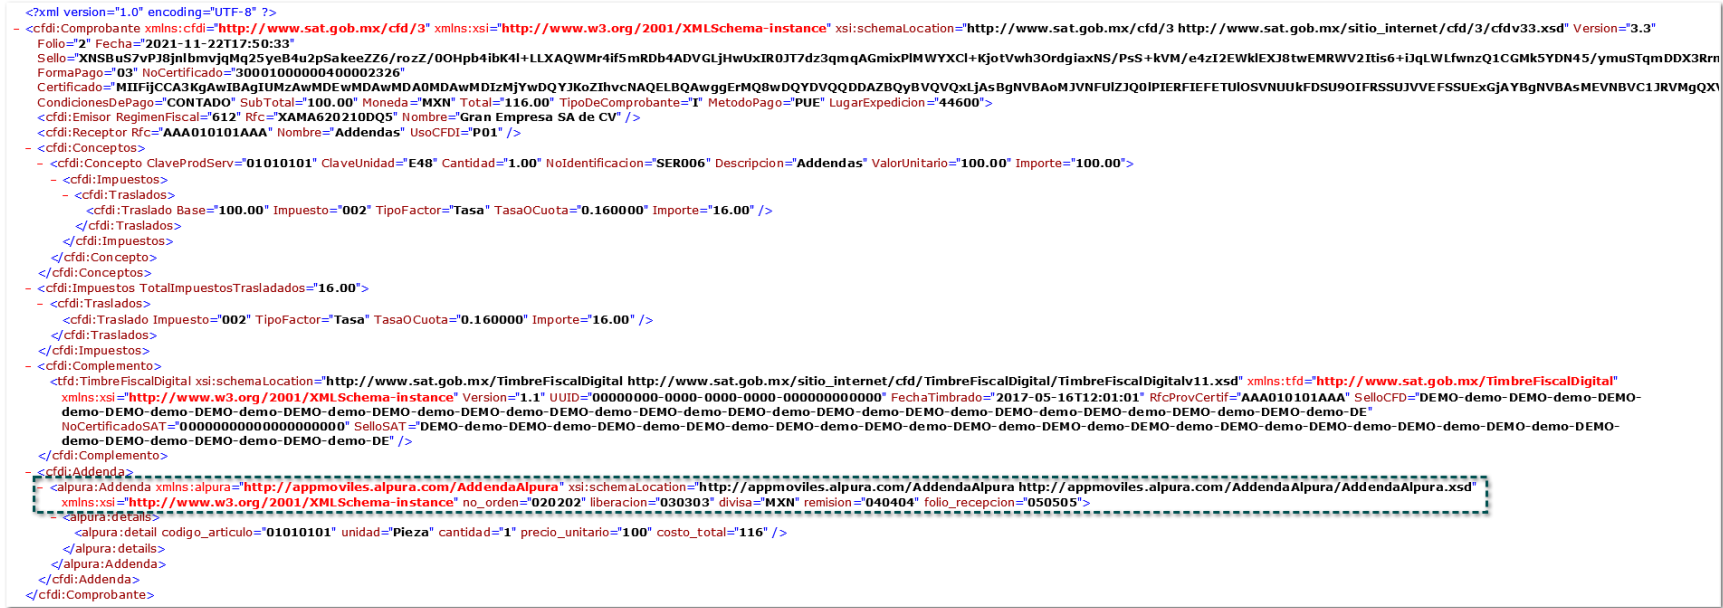 <?xml version="1.0" encoding="UTF-8" ?>
- <cfdi:Comprobante xmlns:cfdi="http://www.sat.gob.mx/cfd/3" xmlns:xsi="http://www.w3.org/2001/XMLSchema-instance" xsi:schemaLocation="http://www.sat.gob.mx/cfd/3 http://www.sat.gob.mx/sitio_internet/cfd/3/cfdv33.xsd" Version="3.3"
Folio="2" Fecha="2021-11-22T17:50:33"
Sello="XNSBuS7vPJ8jnlbmvjqMq25yeB4u2pSakeeZZ6/rozZ/0OHpb4ibK4l+LLXAQWMr4if5mRDb4ADVGLjHwUxIR0JT7dz3qmqAGmixPlMWYXCl+KjotVwh3OrdgiaxNS/PsS+kVM/e4zI2EWklEXJ8twEMRWV2Itis6+iJqLWLfwnzQ1CGMk5YDN45/ymuSTqmDDX3Rrn
FormaPago="03" NoCertificado="30001000000400002326"
Certificado="MIIFijCCA3KgAwIBAgIUMzAwMDEwMDAwMDA0MDAwMDIzMjYwDQYJKoZIhvcNAQELBQAwggErMQ8wDQYDVQQDDAZBQyBVQVQxLjAsBgNVBAoMJVNFUlZJQ0lPIERFIEFETUlOSVNUUkFDSU9OIFRSSUJVVEFSSUExGjAYBgNVBAsMEVNBVC1JRVMgQXV
CondicionesDePago="CONTADO" SubTotal="100.00" Moneda="MXN" Total="116.00" TipoDeComprobante="I" MetodoPago="PUE" LugarExpedicion="44600">
<cfdi:Emisor RegimenFiscal="612" Rfc="XAMA620210DQ5" Nombre="Gran Empresa SA de CV" />
<cfdi:Receptor Rfc="AAA010101AAA" Nombre="Addendas" UsoCFDI="P01" />
- <cfdi:Conceptos>
- <cfdi:Concepto ClaveProdServ="01010101" ClaveUnidad="E48" Cantidad="1.00" NoIdentificacion="SER006" Descripcion="Addendas" ValorUnitario="100.00" Importe="100.00">
- <cfdi:Impuestos>
- <cfdi:Traslados>
<cfdi:Traslado Base="100.00" Impuesto="002" TipoFactor="Tasa" TasaOCuota="0.160000" Importe="16.00" />
</cfdi:Traslados>
</cfdi:Impuestos>
</cfdi:Concepto>
</cfdi:Conceptos>
- <cfdi:Impuestos TotalImpuestosTrasladados="16.00">
- <cfdi:Traslados>
<cfdi:Traslado Impuesto="002" TipoFactor="Tasa" TasaOCuota="0.160000" Importe="16.00" />
</cfdi:Traslados>
</cfdi:Impuestos>
- <cfdi:Complemento>
<tfd:TimbreFiscalDigital xsi:schemaLocation="http://www.sat.gob.mx/TimbreFiscalDigital http://www.sat.gob.mx/sitio_internet/cfd/TimbreFiscalDigital/TimbreFiscalDigitalv11.xsd" xmlns:tfd="http://www.sat.gob.mx/TimbreFiscalDigital"
xmlns:xsi="http://www.w3.org/2001/XMLSchema-instance" Version="1.1" UUID="00000000-0000-0000-0000-000000000000" FechaTimbrado="2017-05-16T12:01:01" RfcProvCertif="AAA010101AAA" SelloCFD="DEMO-demo-DEMO-demo-DEMO-
demo-DEMO-demo-DEMO-demo-DEMO-demo-DEMO-demo-DEMO-demo-DEMO-demo-DEMO-demo-DEMO-demo-DEMO-demo-DEMO-demo-DEMO-demo-DEMO-demo-DEMO-demo-DE"
NoCertificadoSAT="00000000000000000000" SelloSAT="DEMO-demo-DEMO-demo-DEMO-demo-DEMO-demo-DEMO-demo-DEMO-demo-DEMO-demo-DEMO-demo-DEMO-demo-DEMO-demo-DEMO-demo-DEMO-demo-DEMO-
demo-DEMO-demo-DEMO-demo-DEMO-demo-DE" />
</cfdi:Complemento>
- <cfdi:Addenda>
- <alpura:Addenda xmlns:alpura="http://appmoviles.alpura.com/AddendaAlpura" xsi:schemaLocation="http://appmoviles.alpura.com/AddendaAlpura http://appmoviles.alpura.com/AddendaAlpura/AddendaAlpura.xsd"
xmlns:xsi="http://www.w3.org/2001/XMLSchema-instance" no_orden="020202" liberacion="030303" divisa="MXN" remision="040404" folio_recepcion="050505">
- <alpura:details>
<alpura:detail codigo_articulo="01010101" unidad="Pieza" cantidad="1" precio_unitario="100" costo_total="116" />
</alpura:details>
</alpura:Addenda>
</cfdi:Addenda>
</cfdi:Comprobante>